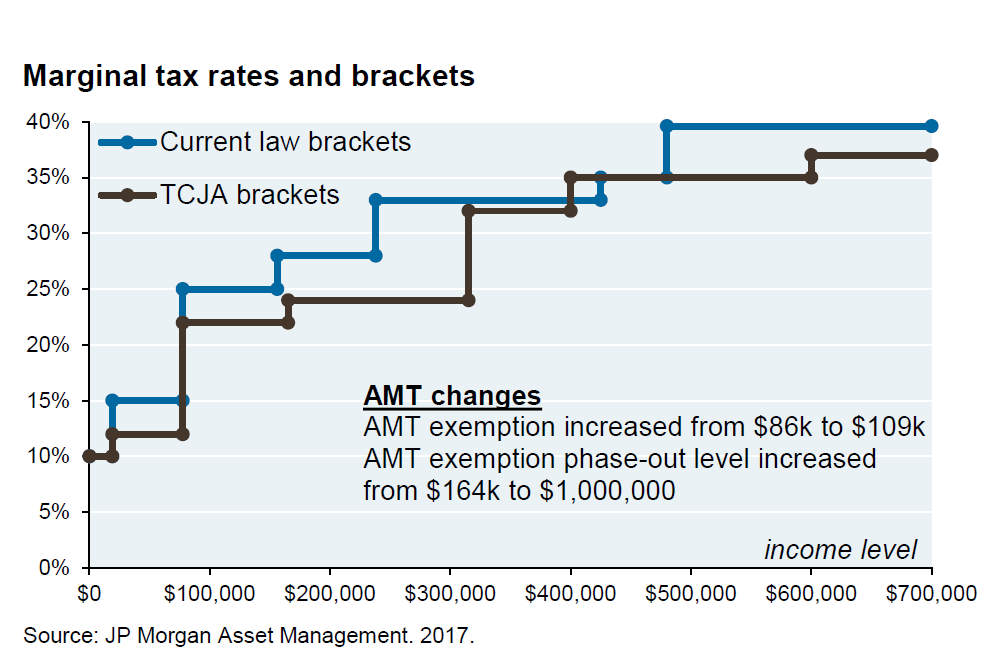 Marginal tax rates and brackets
40%
35%
30%
25%
20%
15%
10%
5%
0%
Current law brackets
TCJA brackets
AMT changes
AMT exemption increased from $86k to $109k
AMT exemption phase-out level increased
from $164k to $1,000,000
income level
$0 $100,000 $200,000 $300,000 $400,000 $500,000 $600,000 $700,000
Source: JP Morgan Asset Management. 2017.